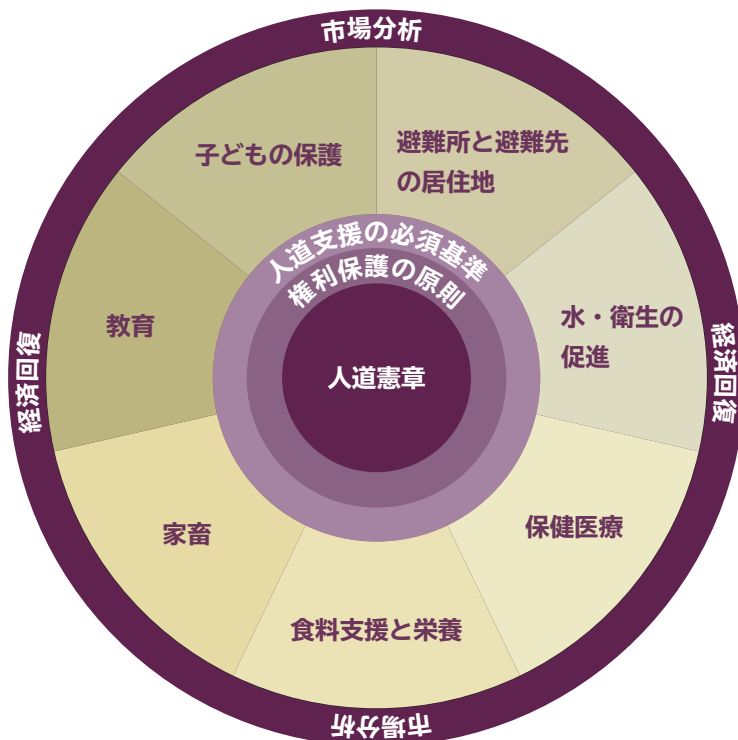 市場分析
子どもの保護
避難所と避難先
の居住地
人道支援の必須基準
権利保護の原則
人道憲章
教育
水・衛生の
促進
経済回復
経済回復
家畜
保健医療
食料支援と栄養
市場分析